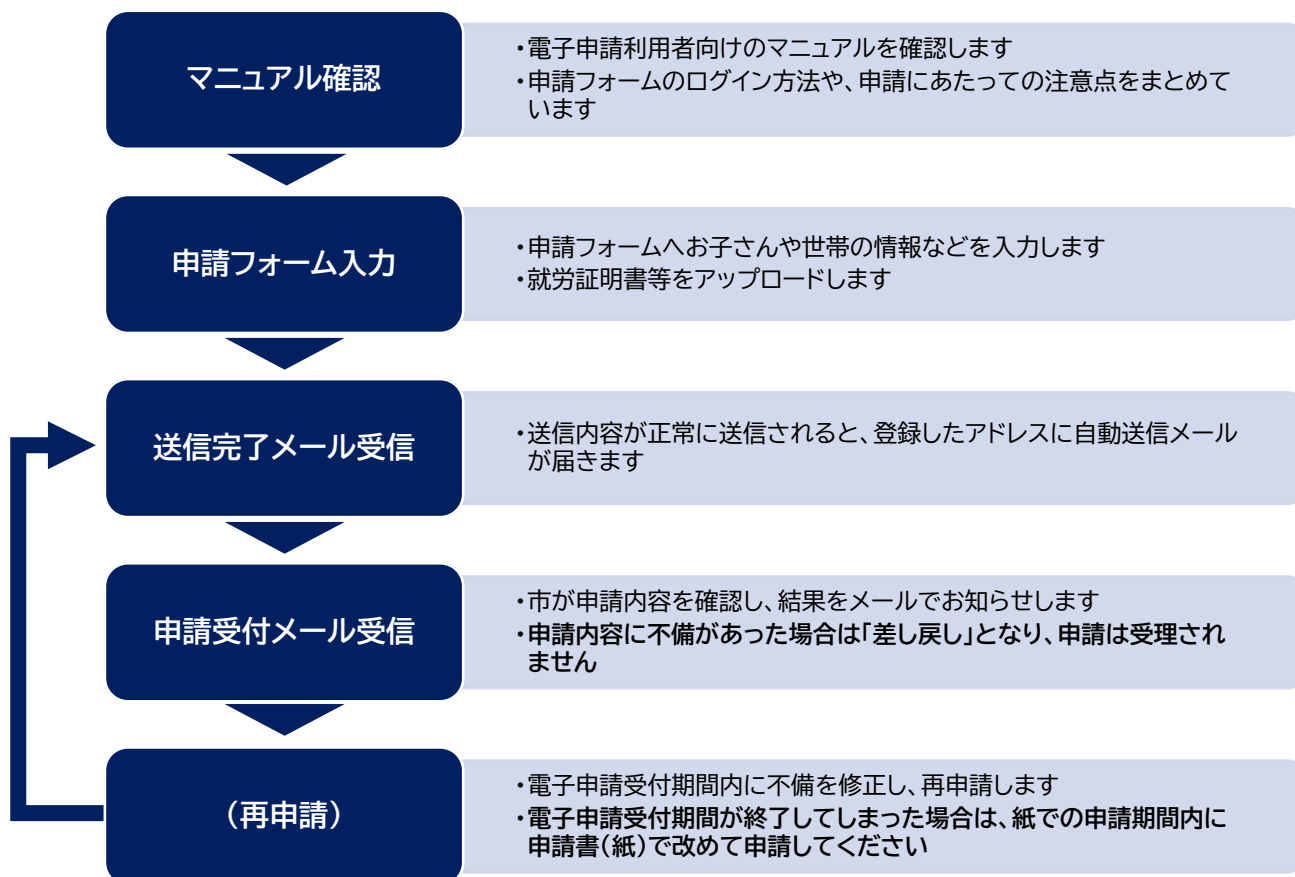 マニュアル確認
・電子申請利用者向けのマニュアルを確認します
・申請フォームのログイン方法や、申請にあたっての注意点をまとめて
います
申請フォーム入力
・申請フォームへお子さんや世帯の情報などを入力します
・就労証明書等をアップロードします
送信完了メール受信
・送信内容が正常に送信されると、登録したアドレスに自動送信メール
が届きます
申請受付メール受信
・市が申請内容を確認し、結果をメールでお知らせします
・申請内容に不備があった場合は「差し戻し」となり、申請は受理され
ません
（再申請）
・電子申請受付期間内に不備を修正し、再申請します
・電子申請受付期間が終了してしまった場合は、紙での申請期間内に
申請書（紙）で改めて申請してください